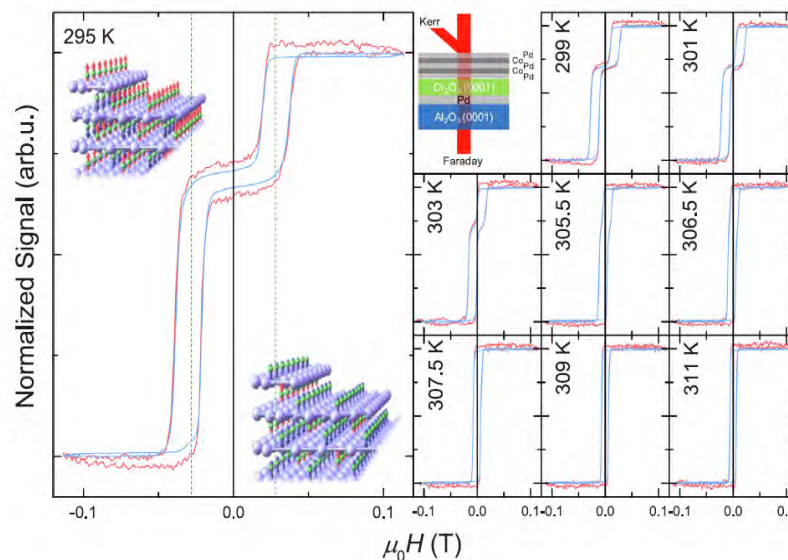 295 K
Kerr
Pd
Co
Pd
Co
Pd
Cr₂O₃(0001)
Pd
Al₂O₃(0001)
Faraday
299 K
301 K
303 K
305.5 K
306.5 K
307.5 K
309 K
311 K
Normalized Signal (arb.u.)
-0.1 0.0 0.1
-0.1 0.0 0.1 -0.1 0.0 0.1 -0.1 0.0 0.1
μ₀H (T)